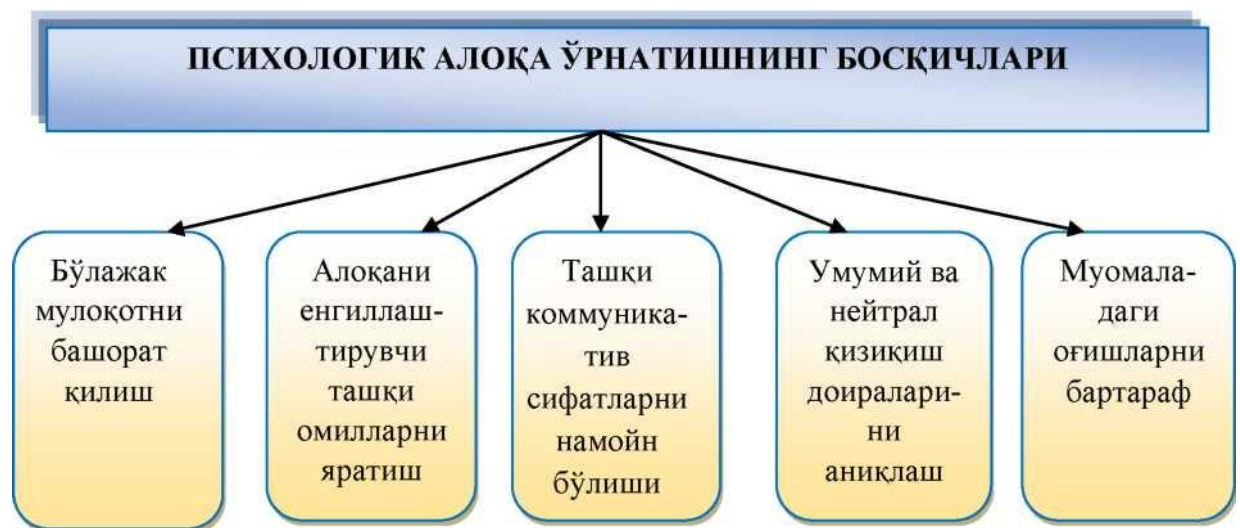 ПСИХОЛОГИК АЛОҚА ЎРНАТИШНИНГ БОСҚИЧЛАРИ
Бўлажак
мулоқотни
башорат
қилиш
Алоқани
енгиллаш-
тирувчи
ташқи
омилларни
яратиш
Ташқи
коммуника-
тив
сифатларни
намойн
бўлиши
Умумий ва
нейтрал
қизиқиш
доиралари-
ни
аниқлаш
Муомала-
даги
оғишларни
бартараф